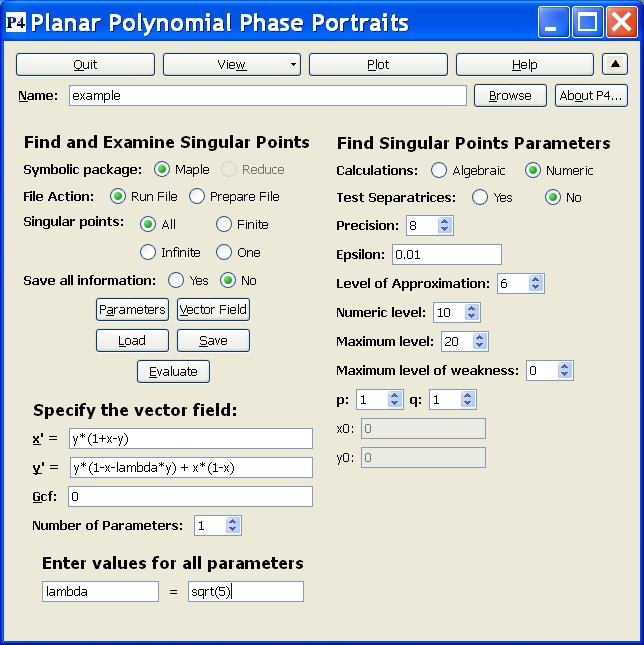 P4 Planar Polynomial Phase Portraits
Quit View Plot Help
Name: example Browse About P4...
Find and Examine Singular Points
Symbolic package: Maple Reduce
File Action: Run File Prepare File
Singular points: All Finite
Infinite One
Save all information: Yes No
Parameters Vector Field
Load Save
Evaluate
Specify the vector field:
x' = y*(1+x-y)
y' = y*(1-x-lambda*y) + x*(1-x)
Gcf: 0
Number of Parameters: 1
Enter values for all parameters
lambda = sqrt(5)
Find Singular Points Parameters
Calculations: Algebraic Numeric
Test Separatrices: Yes No
Precision: 8
Epsilon: 0.01
Level of Approximation: 6
Numeric level: 10
Maximum level: 20
Maximum level of weakness: 0
p: 1 q: 1
x0: 0
y0: 0